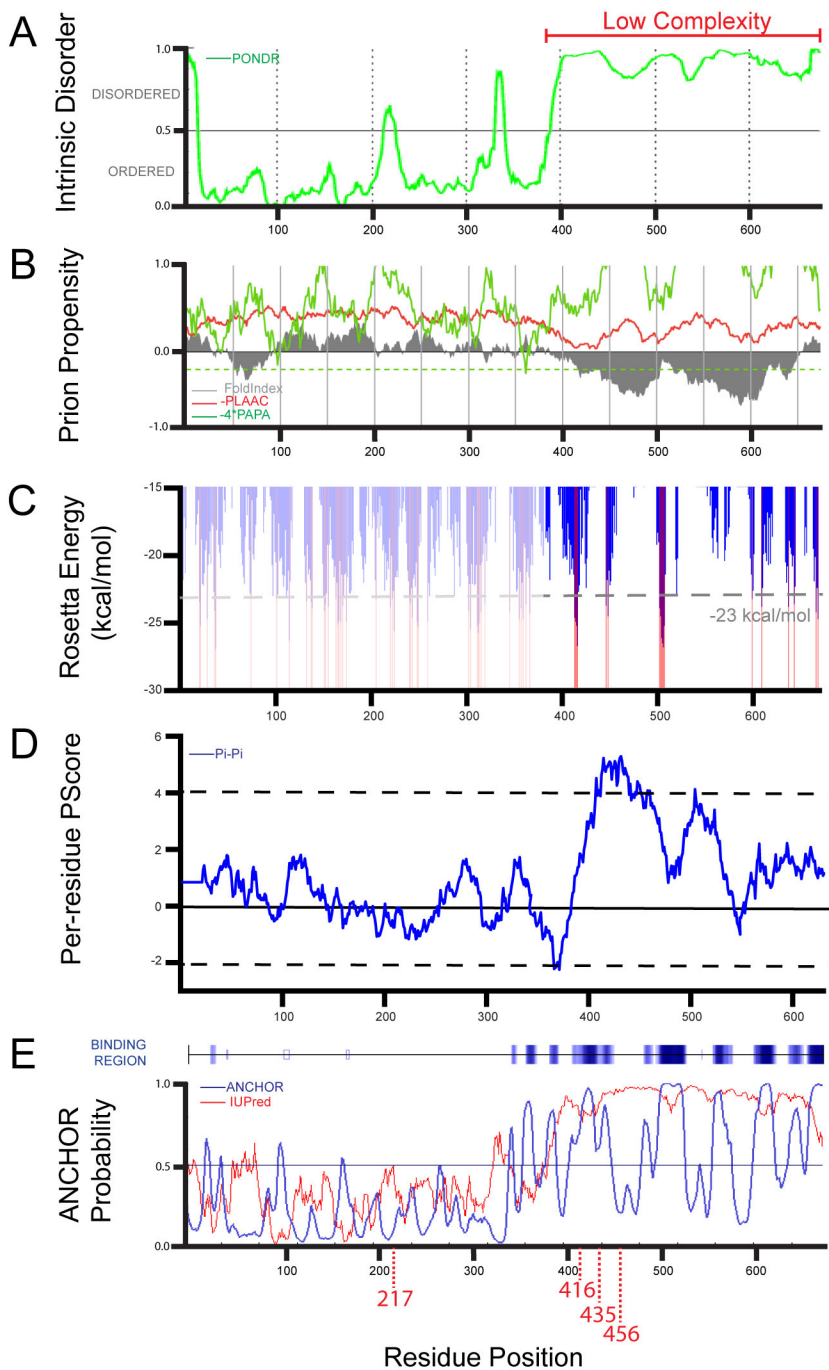 A
Low Complexity
Intrinsic Disorder
1.0
PONDR
DISORDERED
0.5
ORDERED
0.0
100 200 300 400 500 600
B
Prion Propensity
1.0
0.0
FoldIndex
-PLAAC
-4*PAPA
-1.0
100 200 300 400 500 600
C
Rosetta Energy
(kcal/mol)
-15
-20
-23 kcal/mol
-25
-30
100 200 300 400 500 600
D
Per-residue PScore
6
Pi-Pi
4
2
0
-2
100 200 300 400 500 600
E
BINDING
REGION
ANCHOR
Probability
1.0
ANCHOR
IUPred
0.5
1.0
100 200 300 400 500 600
217
416
435
456
Residue Position